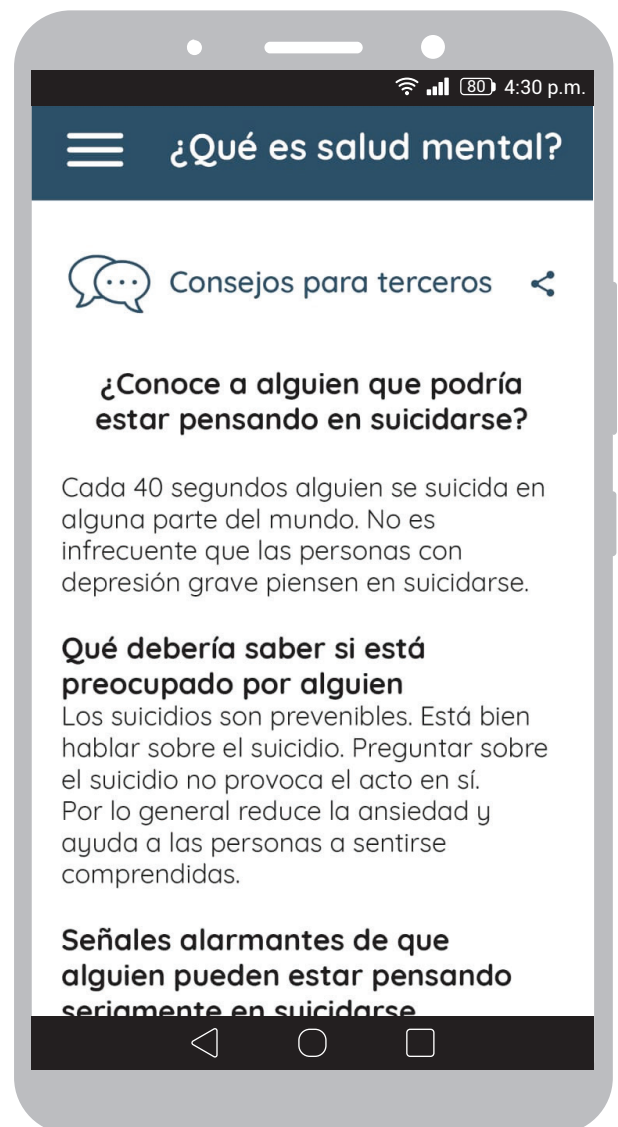 80 4:30 p.m.
¿Qué es salud mental?
Consejos para terceros
¿Conoce a alguien que podría
estar pensando en suicidarse?
Cada 40 segundos alguien se suicida en
alguna parte del mundo. No es
infrecuente que las personas con
depresión grave piensen en suicidarse.
Qué debería saber si está
preocupado por alguien
Los suicidios son prevenibles. Está bien
hablar sobre el suicidio. Preguntar sobre
el suicidio no provoca el acto en sí.
Por lo general reduce la ansiedad y
ayuda a las personas a sentirse
comprendidas.
Señales alarmantes de que
alguien pueden estar pensando
seriamente en suicidarse